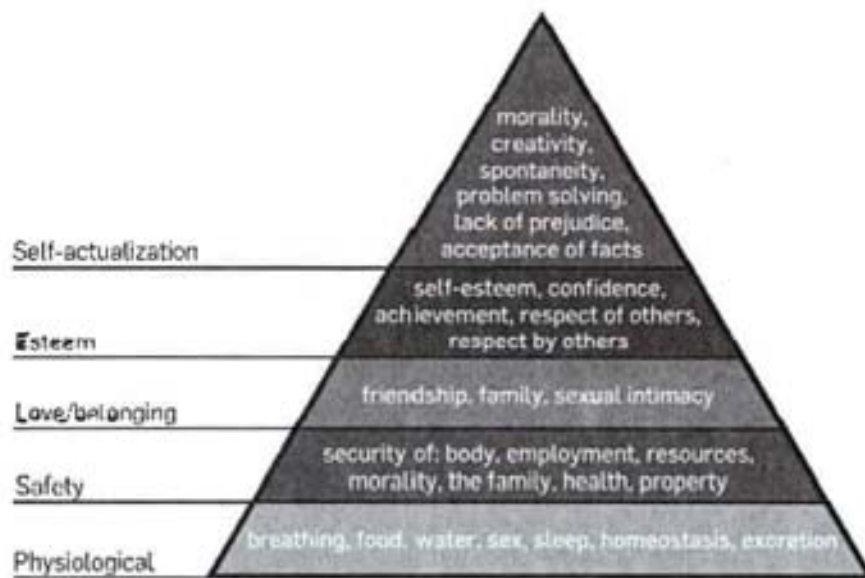 morality,
creativity,
spontaneity,
problem solving,
lack of prejudice,
acceptance of facts
Self-actualization
self-esteem, confidence,
achievement, respect of others,
respect by others
Esteem
friendship, family, sexual intimacy
Love/belonging
security of: body, employment, resources,
morality, the family, health, property
Safety
breathing, food, water, sex, sleep, homeostasis, excretion
Physiological